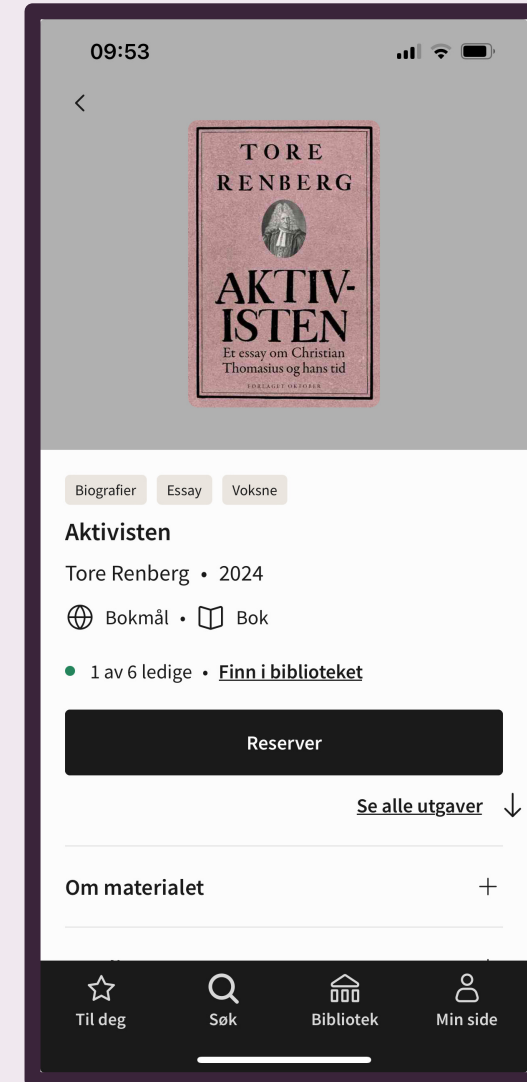 09:53
TORE
RENBERG
AKTIV-
ISTEN
Et essay om Christian
Thomasius og hans tid
FORLAGET OKTOBER
Biografier Essay Voksne
Aktivisten
Tore Renberg • 2024
Bokmål • Bok
1 av 6 ledige • Finn i biblioteket
Reserver
Se alle utgaver
Om materialet
Til deg Søk Bibliotek Min side